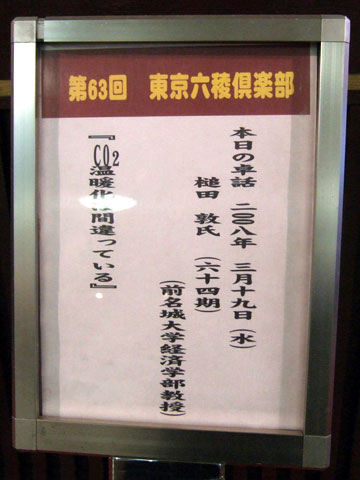 第63回 東京六稜倶楽部
本日の卓話 二〇〇八年 三月十九日（水）
槌田 敦氏 （六十四期）
（前名城大学経済学部教授）
『CO2温暖化は間違っている』